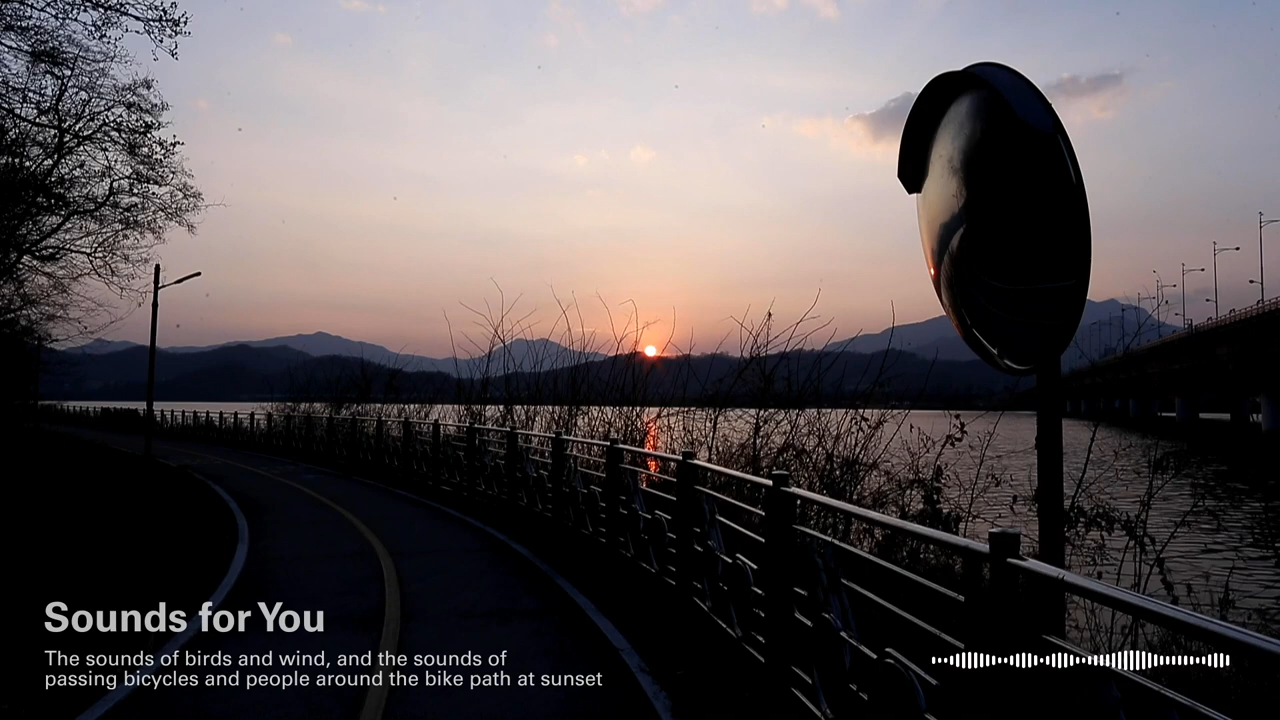 Sounds for You
The sounds of birds and wind, and the sounds of
passing bicycles and people around the bike path at sunset